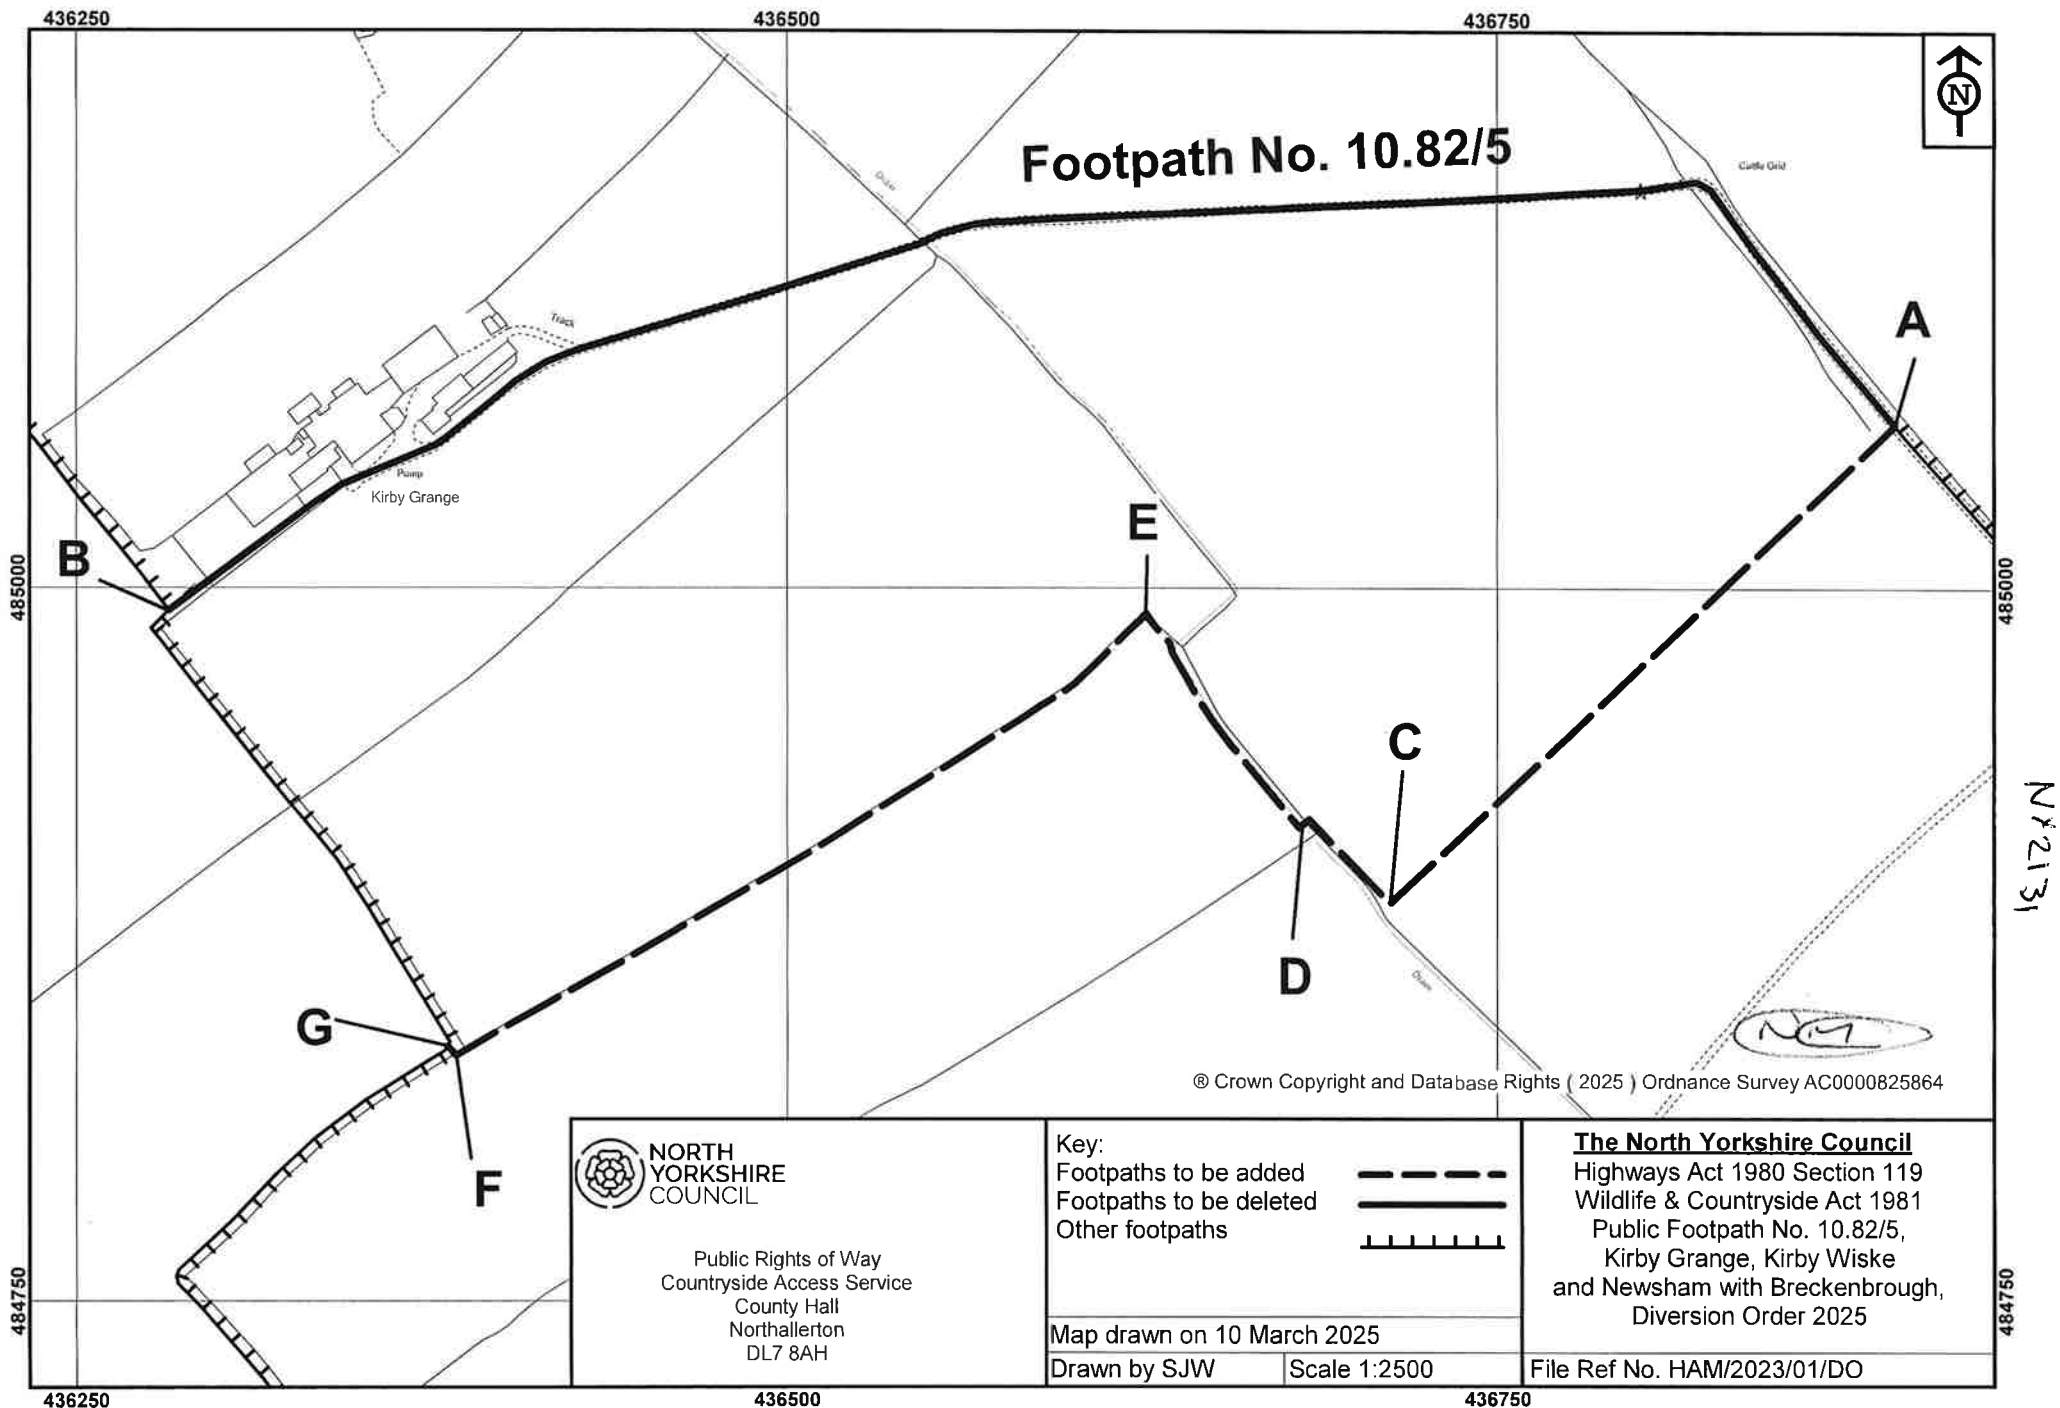 436250
436500
436750
N
Footpath No. 10.82/5
Cattle Grid
Drain
A
Track
Pump
Kirby Grange
E
B
485000
485000
C
D
Drain
G
F
NM
® Crown Copyright and Database Rights ( 2025 ) Ordnance Survey AC0000825864
NORTH
YORKSHIRE
COUNCIL
Public Rights of Way
Countryside Access Service
County Hall
Northallerton
DL7 8AH
Key:
Footpaths to be added
Footpaths to be deleted
Other footpaths
Map drawn on 10 March 2025
Drawn by SJW
Scale 1:2500
The North Yorkshire Council
Highways Act 1980 Section 119
Wildlife & Countryside Act 1981
Public Footpath No. 10.82/5,
Kirby Grange, Kirby Wiske
and Newsham with Breckenbrough,
Diversion Order 2025
File Ref No. HAM/2023/01/DO
484750
484750
436250
436500
436750